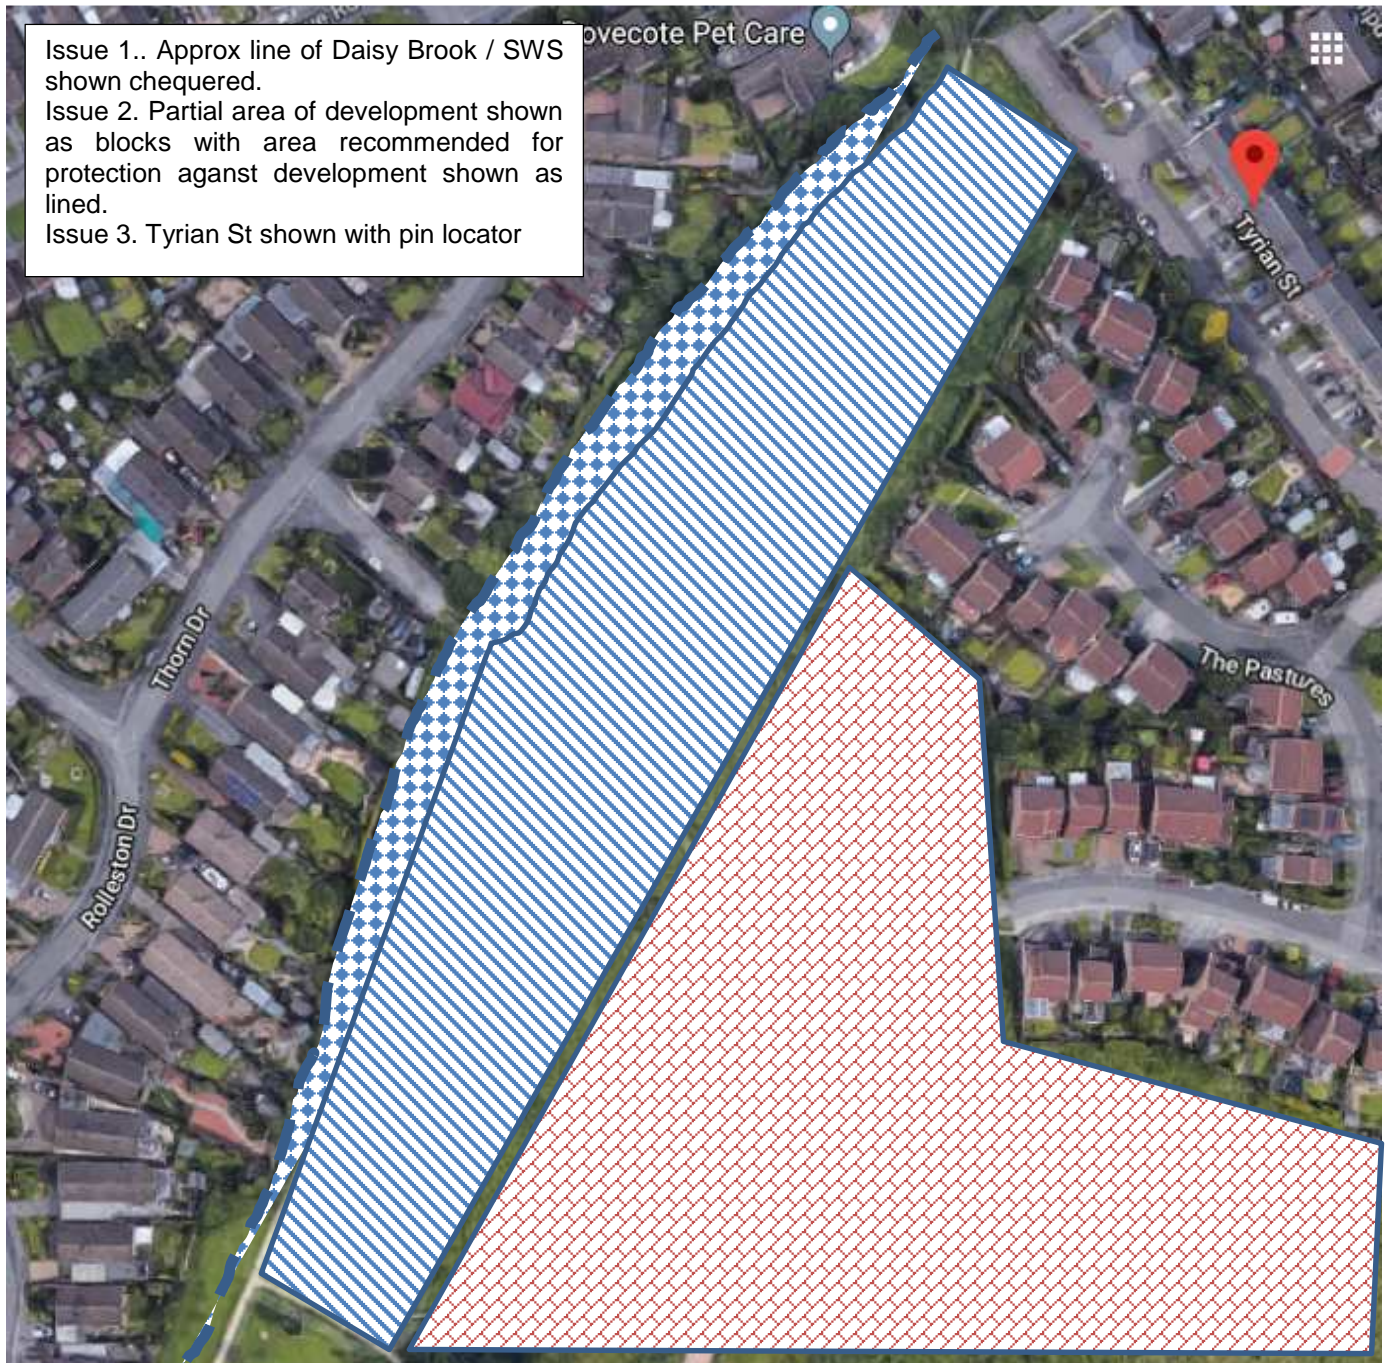 Issue 1.. Approx line of Daisy Brook / SWS
shown chequered.
Issue 2. Partial area of development shown
as blocks with area recommended for
protection aganst development shown as
lined.
Issue 3. Tyrian St shown with pin locator
ovecote Pet Care
Tyrian St
Thorn Dr
The Pastures
Rolleston Dr